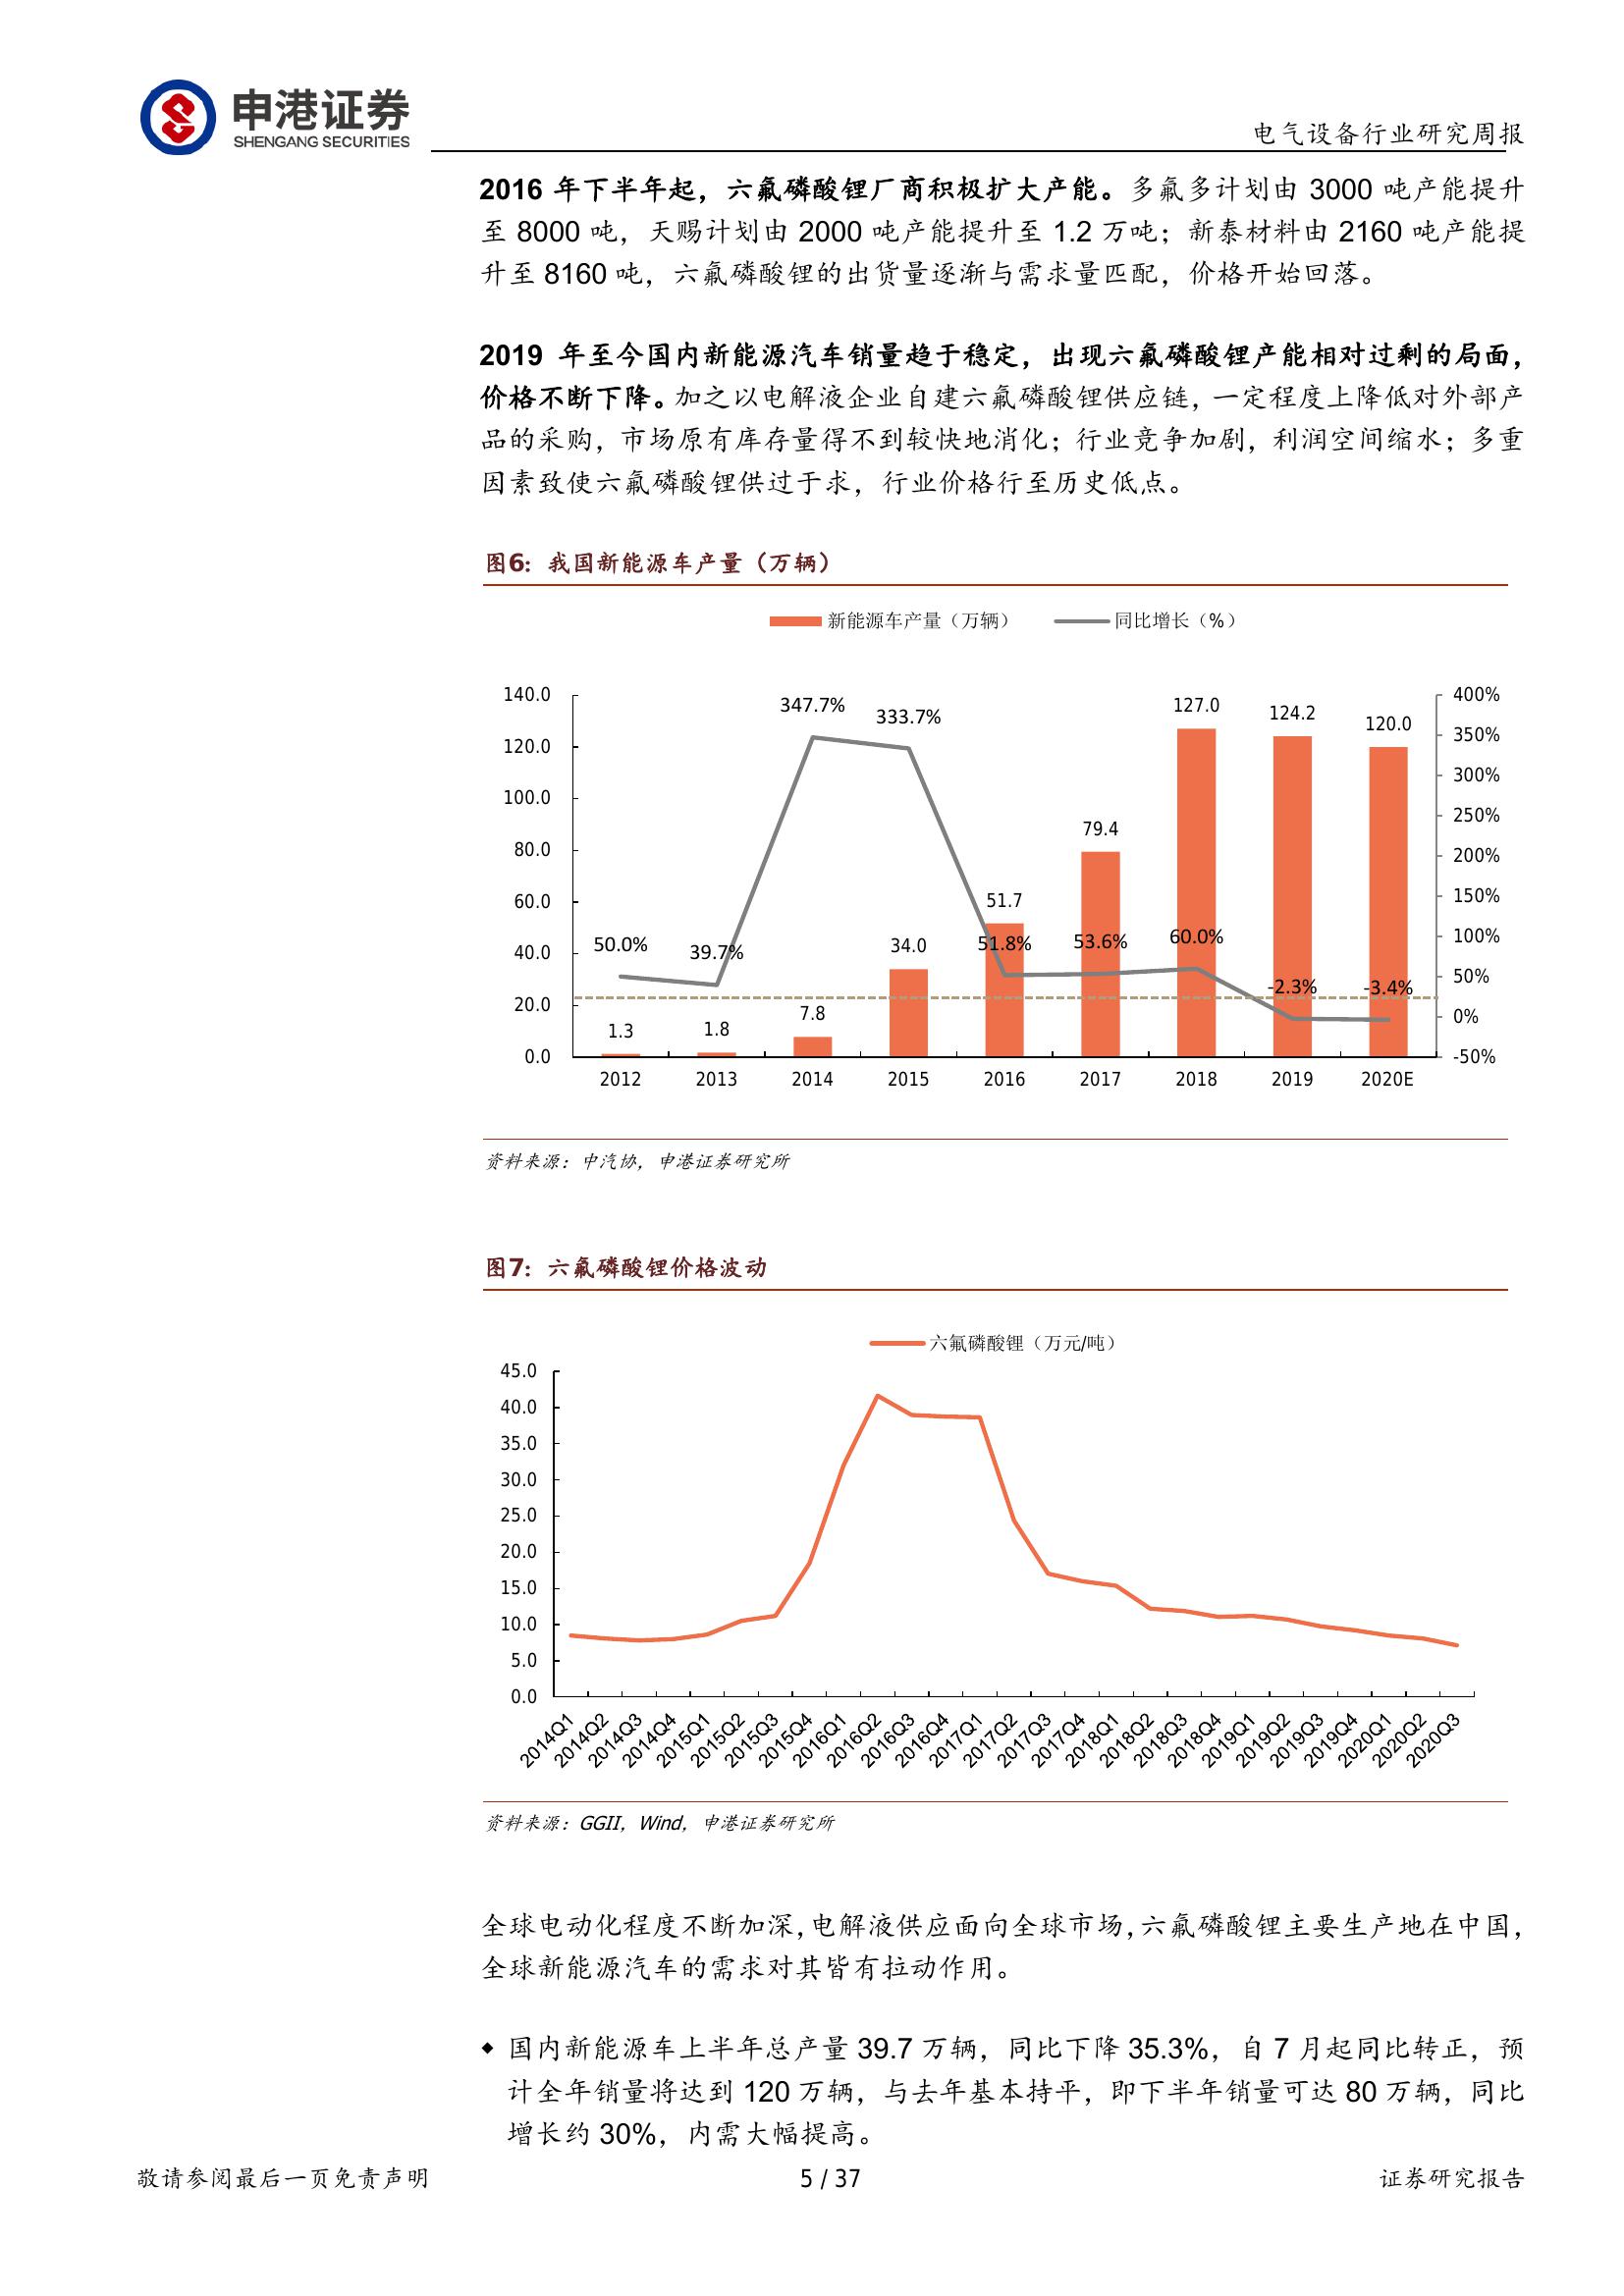 申港证券
SHENGANG SECURITIES
电气设备行业研究周报
2016 年下半年起，六氟磷酸锂厂商积极扩大产能。多氟多计划由 3000 吨产能提升
至 8000 吨，天赐计划由 2000 吨产能提升至 1.2 万吨；新泰材料由 2160 吨产能提
升至 8160 吨，六氟磷酸锂的出货量逐渐与需求量匹配，价格开始回落。
2019 年至今国内新能源汽车销量趋于稳定，出现六氟磷酸锂产能相对过剩的局面，
价格不断下降。加之以电解液企业自建六氟磷酸锂供应链，一定程度上降低对外部产
品的采购，市场原有库存量得不到较快地消化；行业竞争加剧，利润空间缩水；多重
因素致使六氟磷酸锂供过于求，行业价格行至历史低点。
图6：我国新能源车产量（万辆）
新能源车产量（万辆） 同比增长（%）
140.0
120.0
100.0
80.0
60.0
40.0
20.0
0.0
50.0% 39.7% 347.7% 333.7% 51.8% 53.6% 60.0% -2.3% -3.4%
1.3 1.8 7.8 34.0 51.7 79.4 127.0 124.2 120.0
400%
350%
300%
250%
200%
150%
100%
50%
0%
-50%
2012 2013 2014 2015 2016 2017 2018 2019 2020E
资料来源：中汽协，申港证券研究所
图7：六氟磷酸锂价格波动
六氟磷酸锂（万元/吨）
45.0
40.0
35.0
30.0
25.0
20.0
15.0
10.0
5.0
0.0
2014Q1 2014Q2 2014Q3 2014Q4 2015Q1 2015Q2 2015Q3 2015Q4 2016Q1 2016Q2 2016Q3 2016Q4 2017Q1 2017Q2 2017Q3 2017Q4 2018Q1 2018Q2 2018Q3 2018Q4 2019Q1 2019Q2 2019Q3 2019Q4 2020Q1 2020Q2 2020Q3
资料来源：GGII，Wind，申港证券研究所
全球电动化程度不断加深，电解液供应面向全球市场，六氟磷酸锂主要生产地在中国，
全球新能源汽车的需求对其皆有拉动作用。
◆ 国内新能源车上半年总产量 39.7 万辆，同比下降 35.3%，自 7 月起同比转正，预
计全年销量将达到 120 万辆，与去年基本持平，即下半年销量可达 80 万辆，同比
增长约 30%，内需大幅提高。
敬请参阅最后一页免责声明 5 / 37 证券研究报告